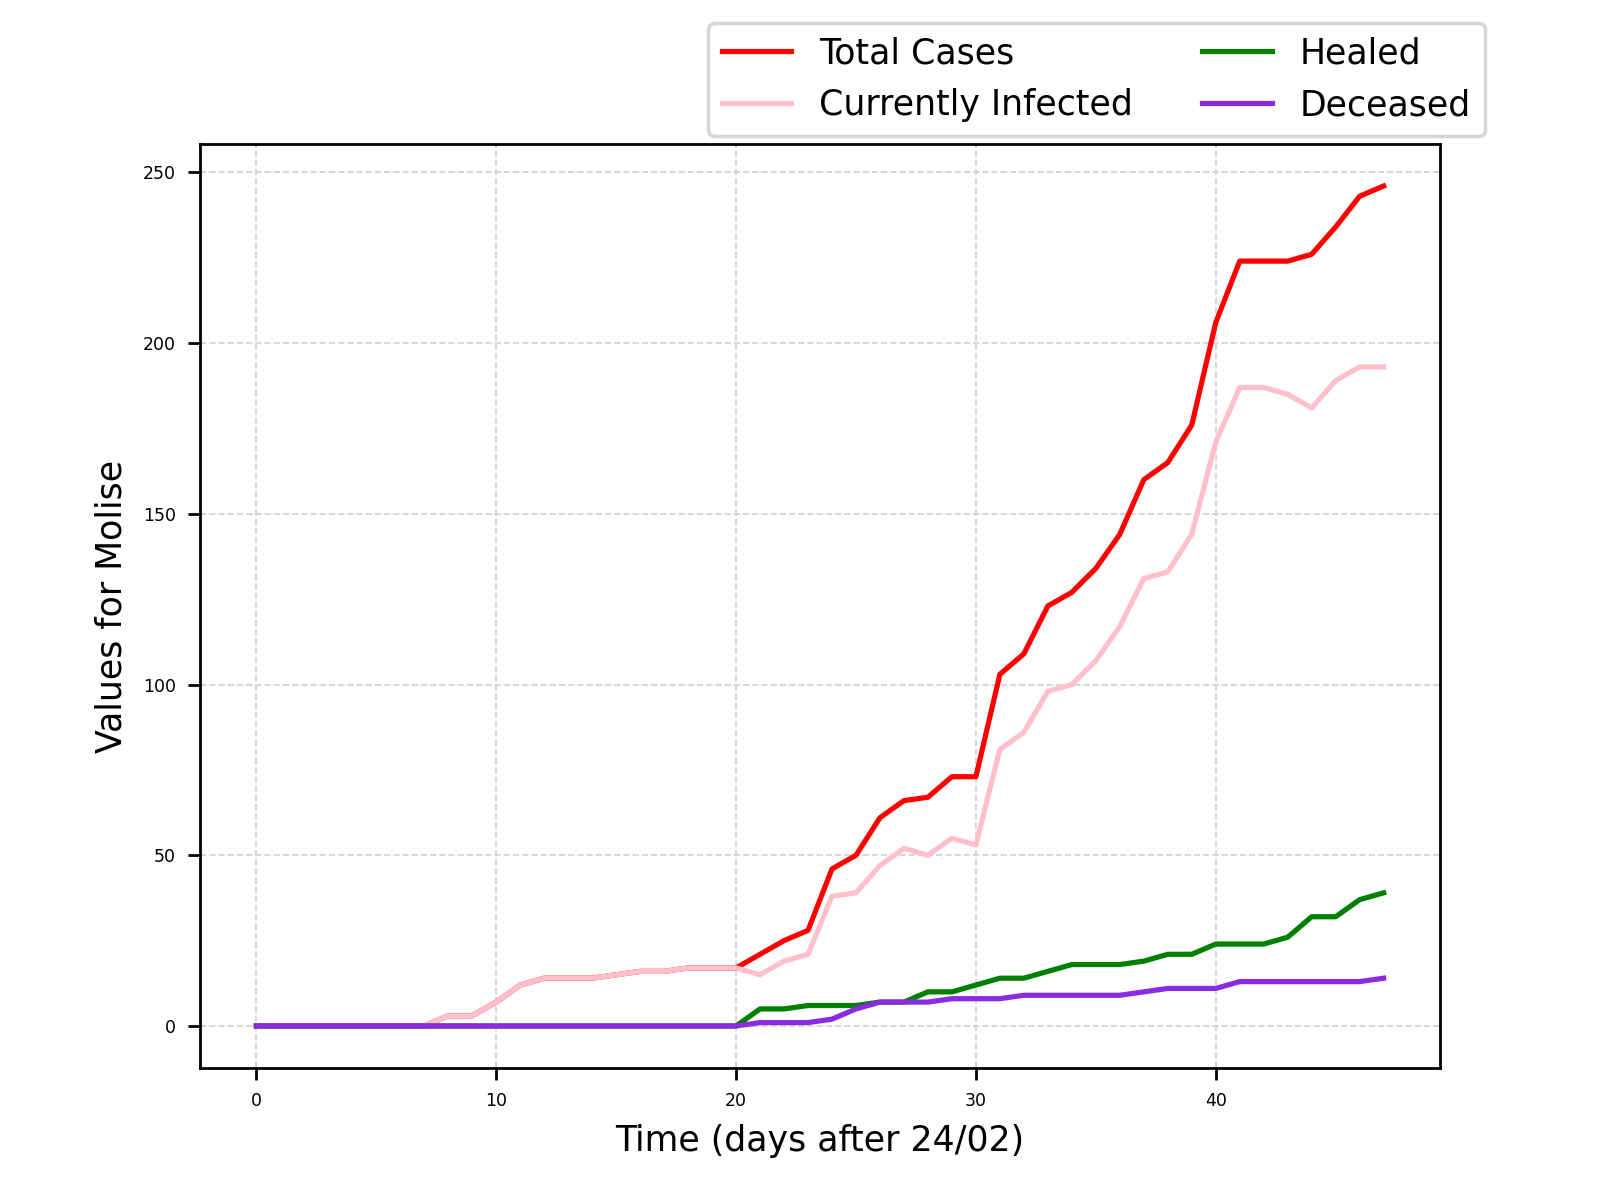 Total Cases
Healed
Currently Infected
Deceased
250
200
150
100
50
0
Values for Molise
0 10 20 30 40
Time (days after 24/02)